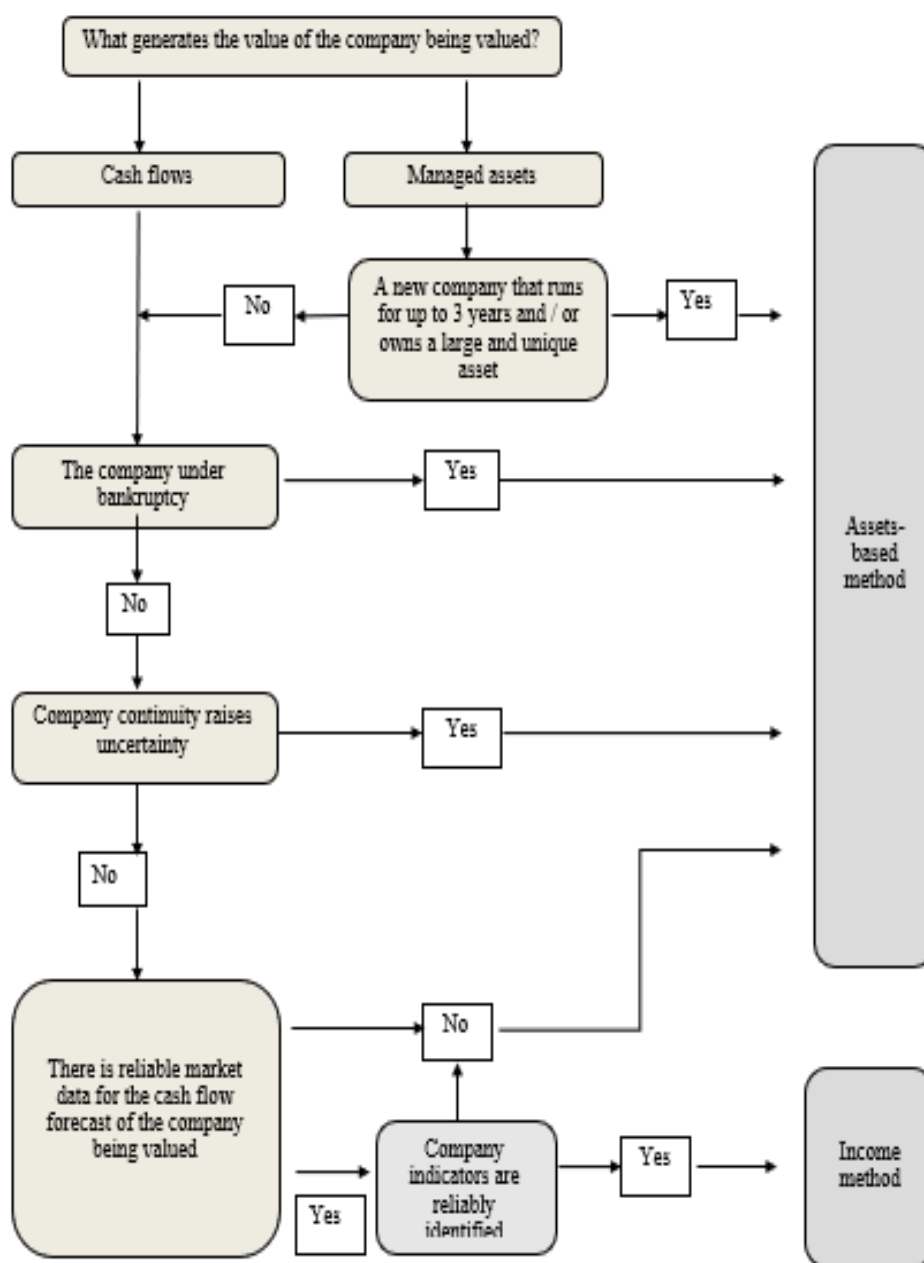 What generates the value of the company being valued?
Cash flows
Managed assets
A new company that runs
for up to 3 years and / or
owns a large and unique
asset
No
Yes
The company under
bankruptcy
Yes
No
Assets-
based
method
Company continuity raises
uncertainty
Yes
No
There is reliable market
data for the cash flow
forecast of the company
being valued
No
Yes
Company
indicators are
reliably
identified
Yes
Income
method